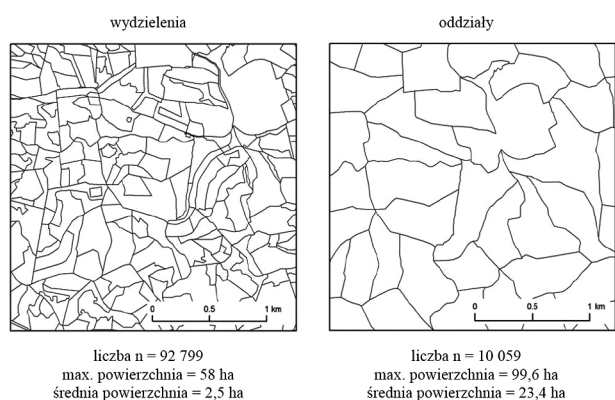 wydzielenia
oddziały
0 0.5 1 km
0 0.5 1 km
liczba n = 92 799
max. powierzchnia = 58 ha
średnia powierzchnia = 2,5 ha
liczba n = 10 059
max. powierzchnia = 99,6 ha
średnia powierzchnia = 23,4 ha